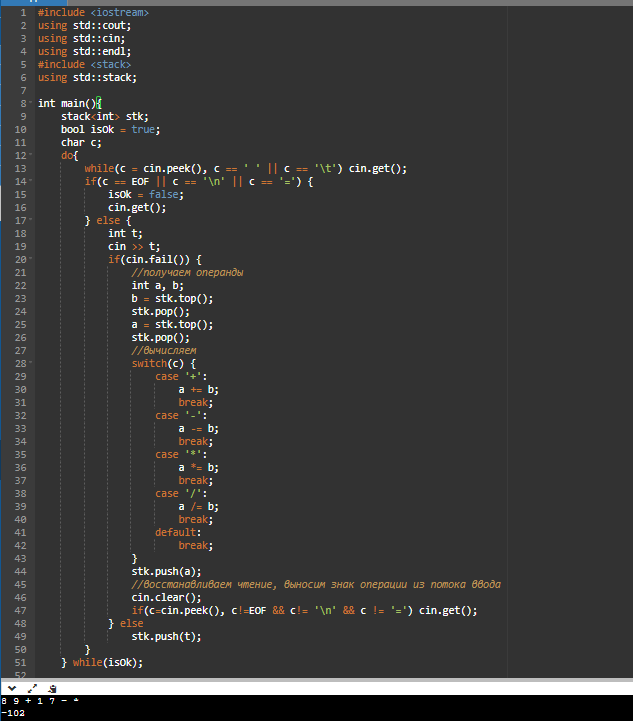 1 #include <iostream>
2 using std::cout;
3 using std::cin;
4 using std::endl;
5 #include <stack>
6 using std::stack;
7
8 int main(){
9 stack<int> stk;
10 bool isOk = true;
11 char c;
12 do{
13 while(c = cin.peek(), c == ' ' || c == '\t') cin.get();
14 if(c == EOF || c == '\n' || c == '=') {
15 isOk = false;
16 cin.get();
17 } else {
18 int t;
19 cin >> t;
20 if(cin.fail()) {
21 //получаем операнды
22 int a, b;
23 b = stk.top();
24 stk.pop();
25 a = stk.top();
26 stk.pop();
27 //вычисляем
28 switch(c) {
29 case '+':
30 a += b;
31 break;
32 case '-':
33 a -= b;
34 break;
35 case '*':
36 a *= b;
37 break;
38 case '/':
39 a /= b;
40 break;
41 default:
42 break;
43 }
44 stk.push(a);
45 //восстанавливаем чтение, выносим знак операции из потока ввода
46 cin.clear();
47 if(c=cin.peek(), c!=EOF && c!= '\n' && c != '=') cin.get();
48 } else
49 stk.push(t);
50 }
51 } while(isOk);
52
8 9 + 1 7 - *
-102